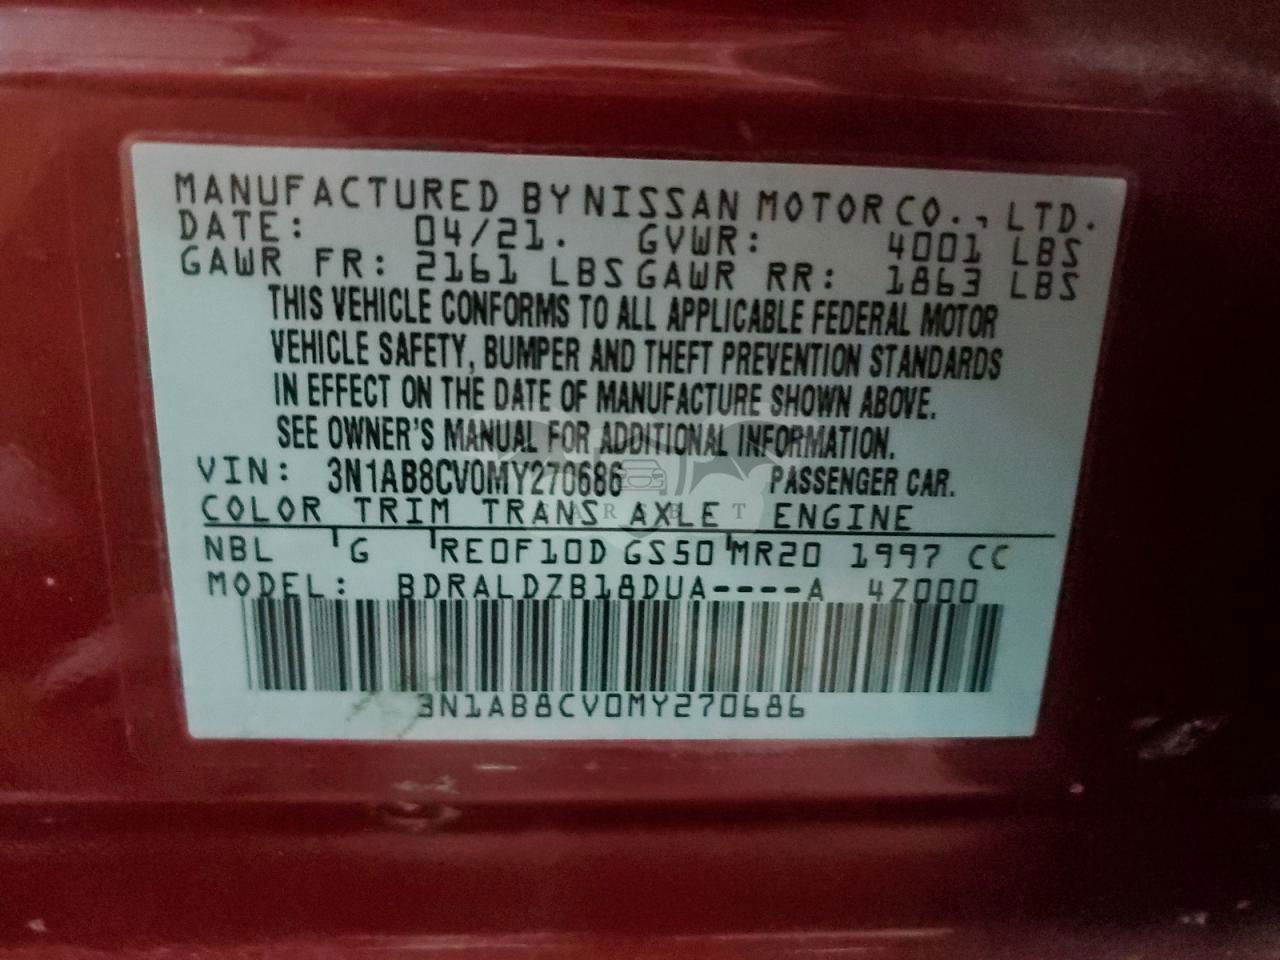 MANUFACTURED BY NISSAN MOTOR CO., LTD.
DATE: 04/21. GVWR: 4001 LBS
GAWR FR: 2161 LBS GAWR RR: 1863 LBS
THIS VEHICLE CONFORMS TO ALL APPLICABLE FEDERAL MOTOR
VEHICLE SAFETY, BUMPER AND THEFT PREVENTION STANDARDS
IN EFFECT ON THE DATE OF MANUFACTURE SHOWN ABOVE.
SEE OWNER'S MANUAL FOR ADDITIONAL INFORMATION.
VIN: 3N1AB8CV0MY270686 PASSENGER CAR.
COLOR TRIM TRANS AXLE ENGINE
NBL G RE0F10D GS50 MR20 1997 CC
MODEL: BDRALDZB18DUA----A 4Z000
3N1AB8CV0MY270686